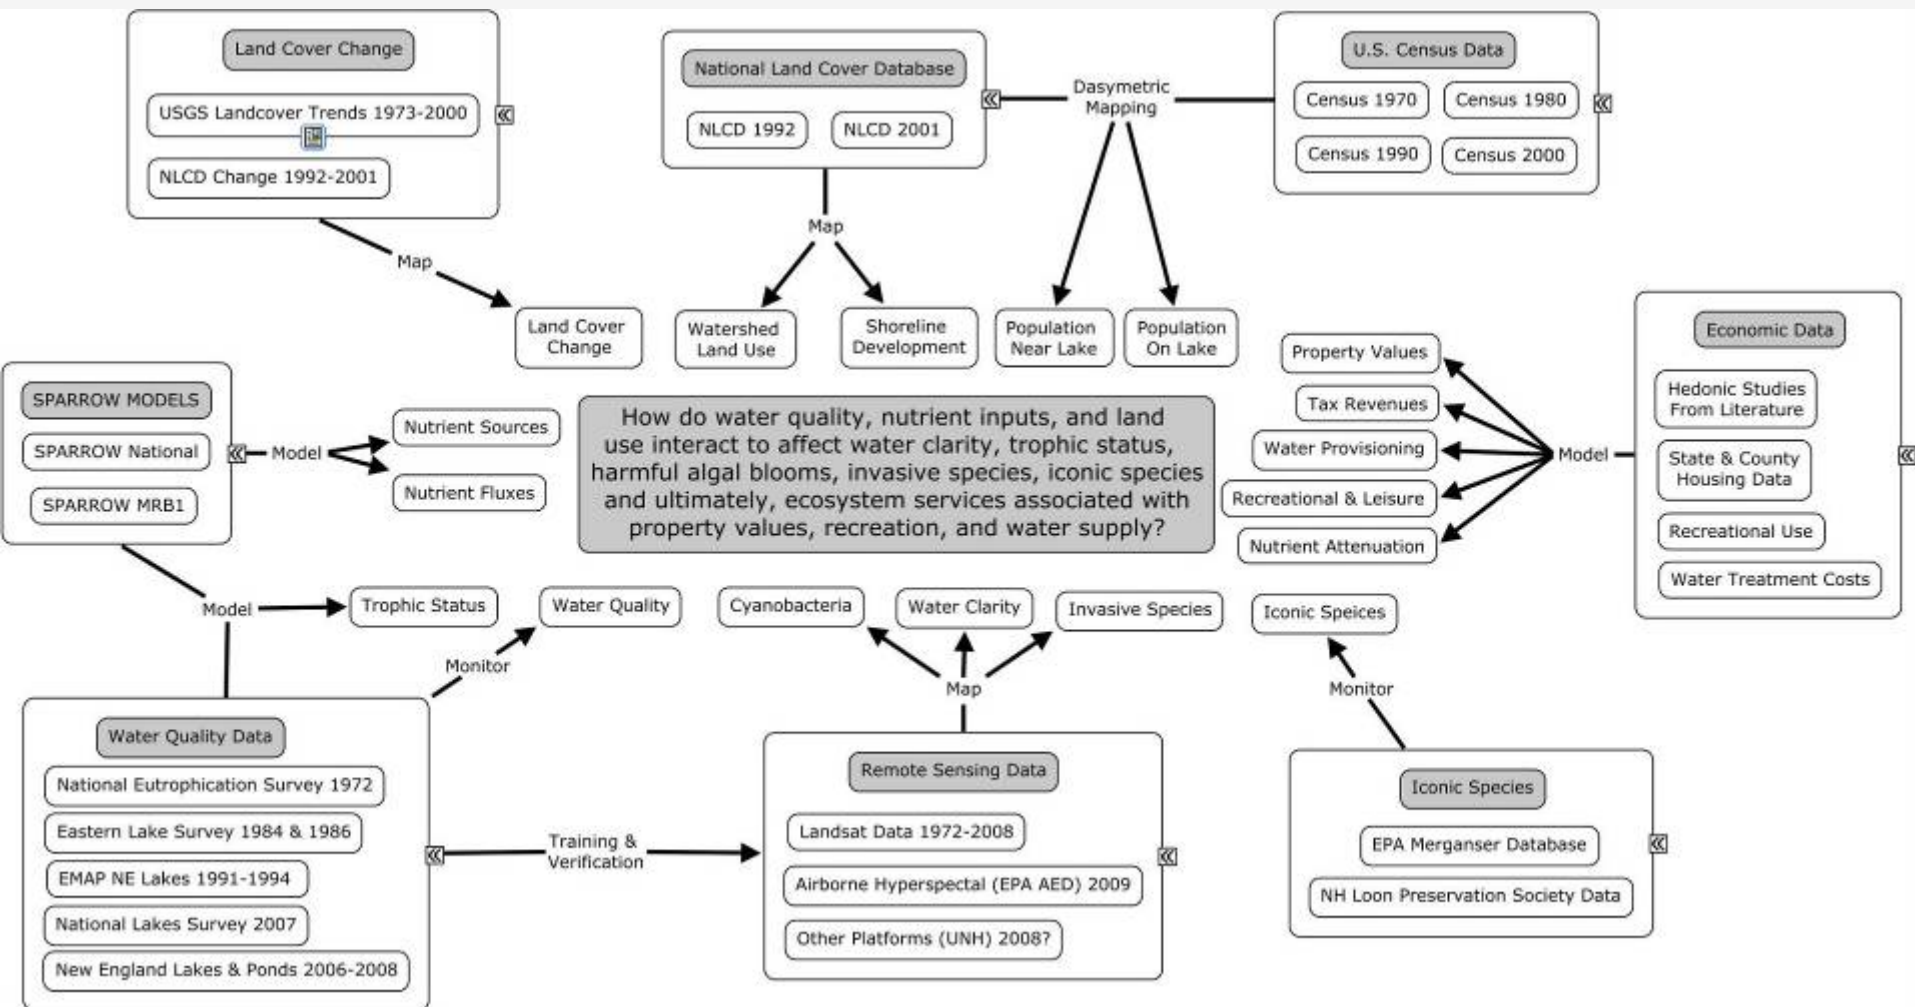 Land Cover Change
USGS Landcover Trends 1973-2000
NLCD Change 1992-2001
Map
Land Cover
Change
National Land Cover Database
NLCD 1992
NLCD 2001
Map
Watershed
Land Use
Shoreline
Development
Dasymetric
Mapping
Population
Near Lake
Population
On Lake
U.S. Census Data
Census 1970
Census 1980
Census 1990
Census 2000
SPARROW MODELS
SPARROW National
SPARROW MRB1
Model
Nutrient Sources
Nutrient Fluxes
How do water quality, nutrient inputs, and land
use interact to affect water clarity, trophic status,
harmful algal blooms, invasive species, iconic species
and ultimately, ecosystem services associated with
property values, recreation, and water supply?
Property Values
Tax Revenues
Water Provisioning
Recreational & Leisure
Nutrient Attenuation
Model
Economic Data
Hedonic Studies
From Literature
State & County
Housing Data
Recreational Use
Water Treatment Costs
Model
Trophic Status
Water Quality
Monitor
Cyanobacteria
Water Clarity
Invasive Species
Map
Iconic Speices
Monitor
Water Quality Data
National Eutrophication Survey 1972
Eastern Lake Survey 1984 & 1986
EMAP NE Lakes 1991-1994
National Lakes Survey 2007
New England Lakes & Ponds 2006-2008
Training &
Verification
Remote Sensing Data
Landsat Data 1972-2008
Airborne Hyperspectal (EPA AED) 2009
Other Platforms (UNH) 2008?
Iconic Species
EPA Merganser Database
NH Loon Preservation Society Data